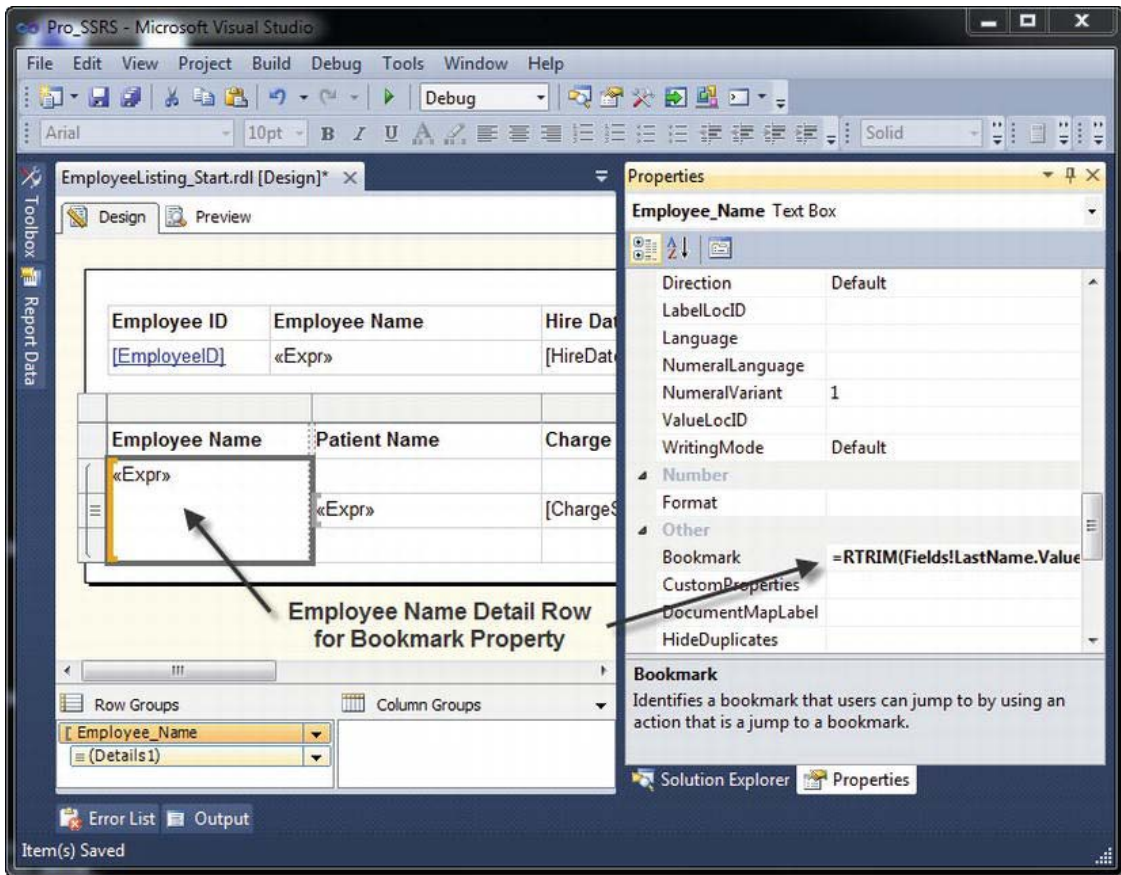 Pro_SSRS - Microsoft Visual Studio
File Edit View Project Build Debug Tools Window Help
Debug
Arial 10pt B I U A Solid
Toolbox
Report Data
EmployeeListing_Start.rdl [Design]*
Design Preview
Employee ID Employee Name Hire Dat
[EmployeeID] «Expr» [HireDate
Employee Name Patient Name Charge
«Expr»
«Expr» [ChargeS
Employee Name Detail Row
for Bookmark Property
Row Groups Column Groups
Employee_Name
(Details1)
Properties
Employee_Name Text Box
Direction Default
LabelLocID
Language
NumeralLanguage
NumeralVariant 1
ValueLocID
WritingMode Default
Number
Format
Other
Bookmark =RTRIM(Fields!LastName.Value
CustomProperties
DocumentMapLabel
HideDuplicates
Bookmark
Identifies a bookmark that users can jump to by using an
action that is a jump to a bookmark.
Solution Explorer Properties
Error List Output
Item(s) Saved